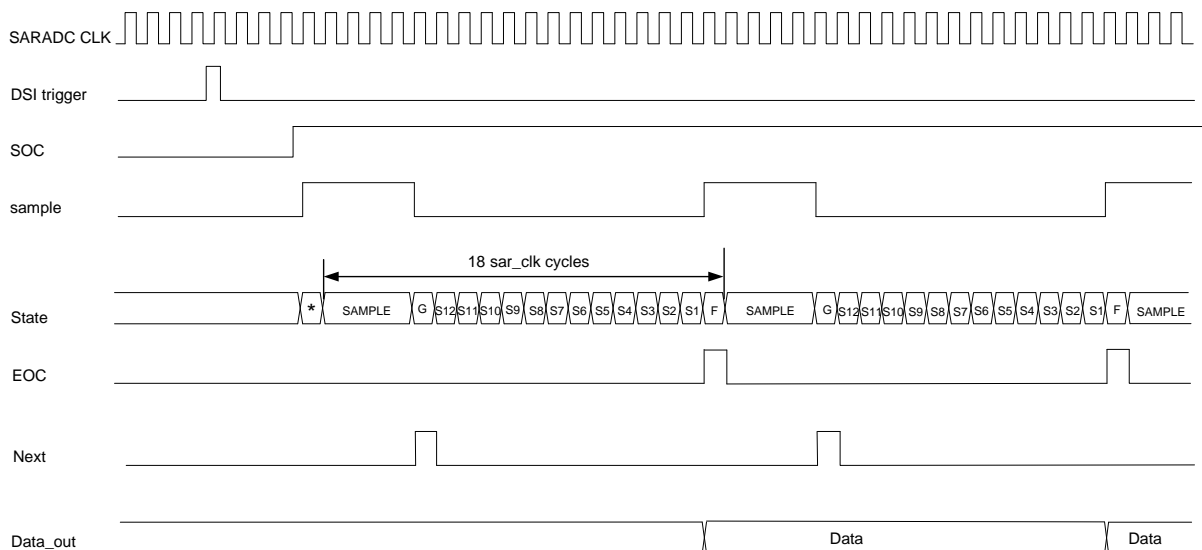 SARADC CLK
DSI trigger
SOC
sample
18 sar_clk cycles
State * SAMPLE G S12 S11 S10 S9 S8 S7 S6 S5 S4 S3 S2 S1 F SAMPLE G S12 S11 S10 S9 S8 S7 S6 S5 S4 S3 S2 S1 F SAMPLE
EOC
Next
Data_out Data Data